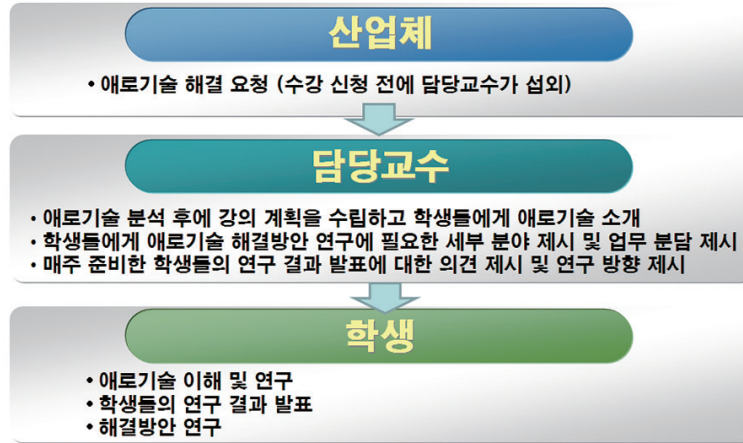 산업체
• 애로기술 해결 요청 (수강 신청 전에 담당교수가 섭외)
담당교수
• 애로기술 분석 후에 강의 계획을 수립하고 학생들에게 애로기술 소개
• 학생들에게 애로기술 해결방안 연구에 필요한 세부 분야 제시 및 업무 분담 제시
• 매주 준비한 학생들의 연구 결과 발표에 대한 의견 제시 및 연구 방향 제시
학생
• 애로기술 이해 및 연구
• 학생들의 연구 결과 발표
• 해결방안 연구